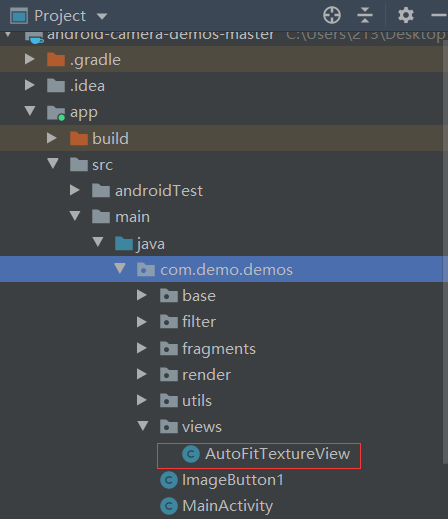 Project
android-camera-demos-master C:\Users\213\Desktop
.gradle
.idea
app
build
src
androidTest
main
java
com.demo.demos
base
filter
fragments
render
utils
views
AutoFitTextureView
ImageButton1
MainActivity